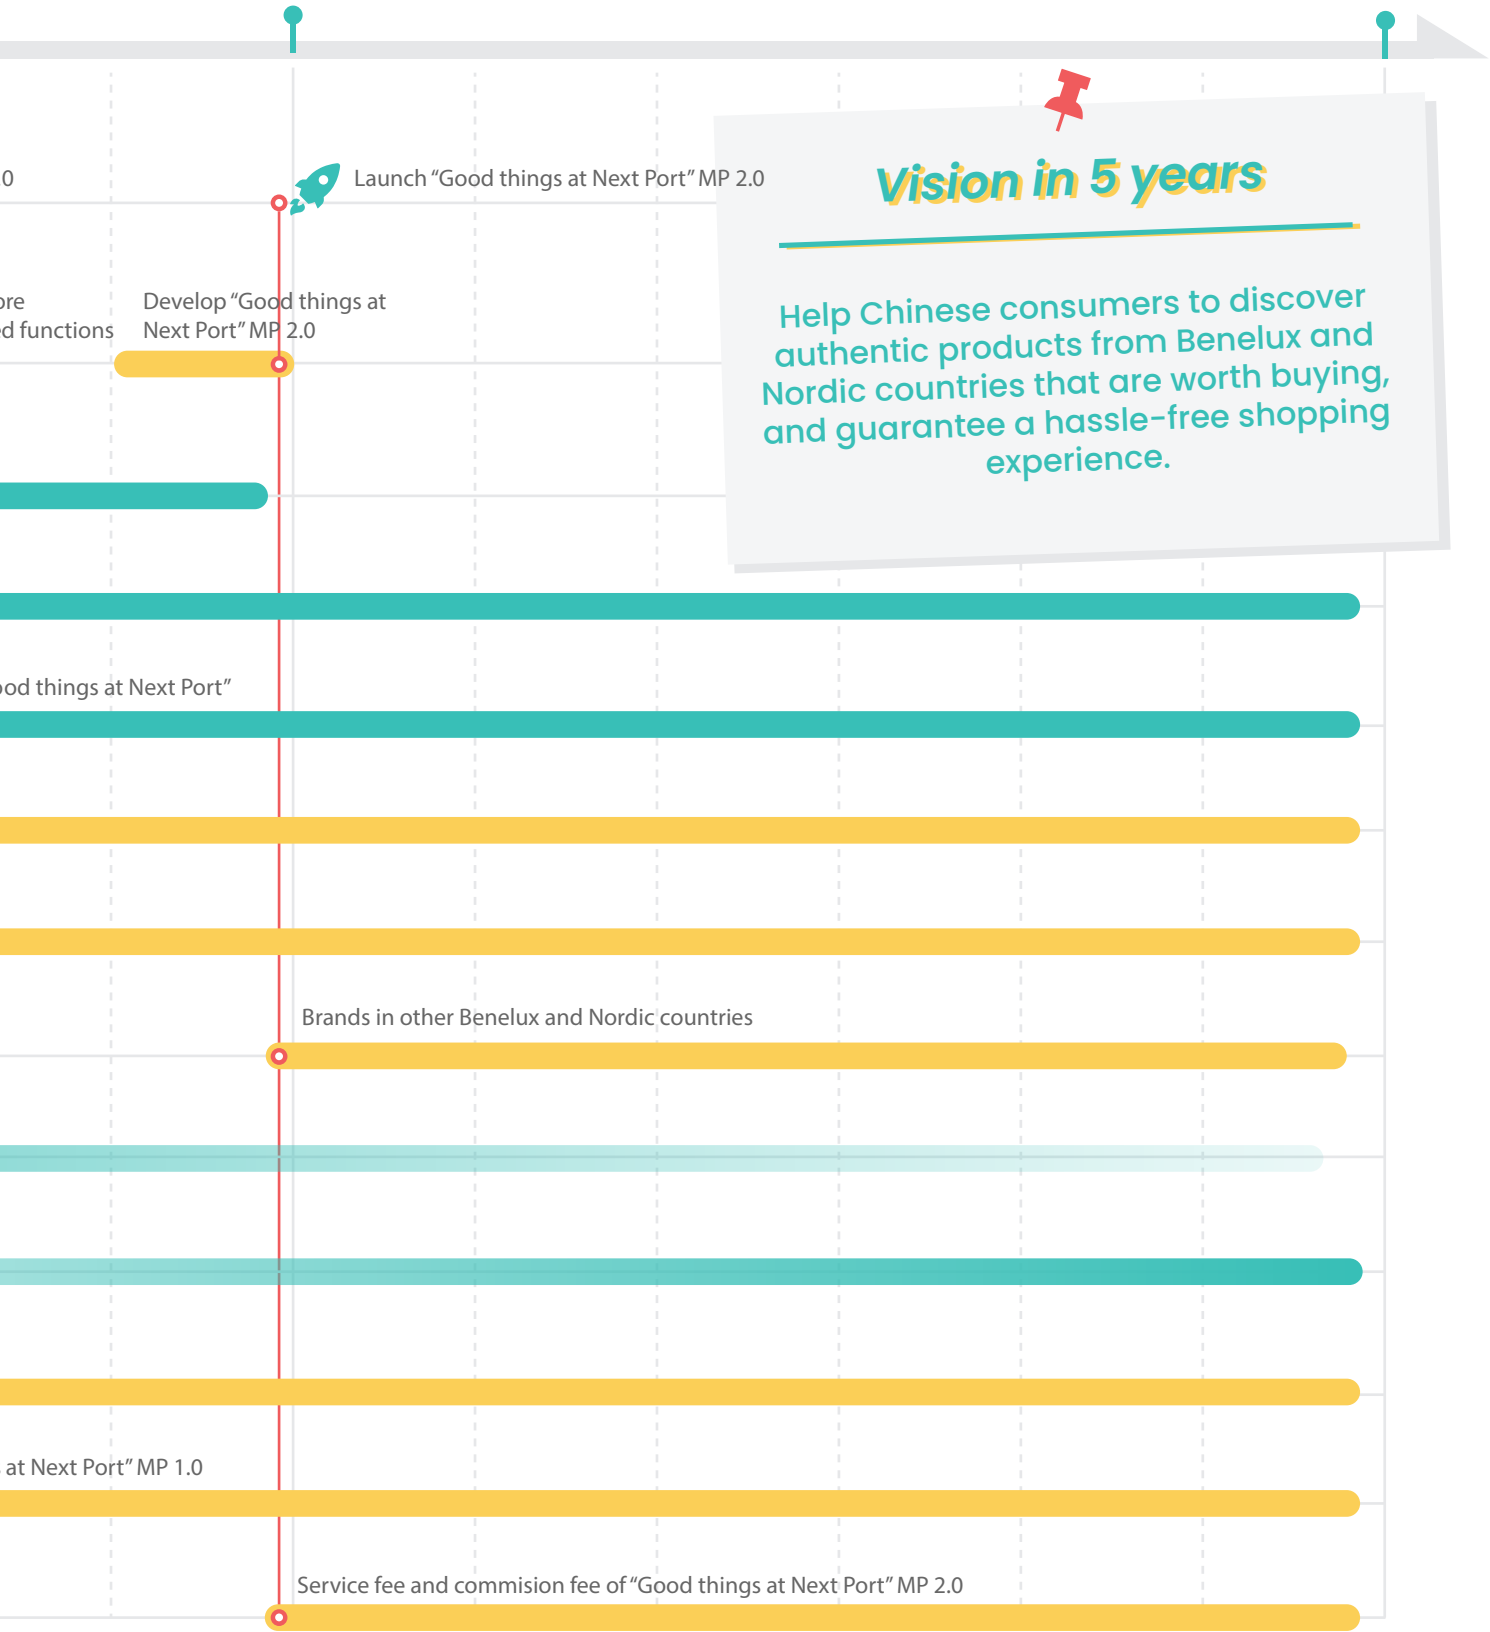 .0
Launch “Good things at Next Port” MP 2.0
Vision in 5 years
Help Chinese consumers to discover
authentic products from Benelux and
Nordic countries that are worth buying,
and guarantee a hassle-free shopping
experience.
functions
Develop “Good things at
Next Port” MP 2.0
things at Next Port”
Brands in other Benelux and Nordic countries
at Next Port” MP 1.0
Service fee and commision fee of “Good things at Next Port” MP 2.0